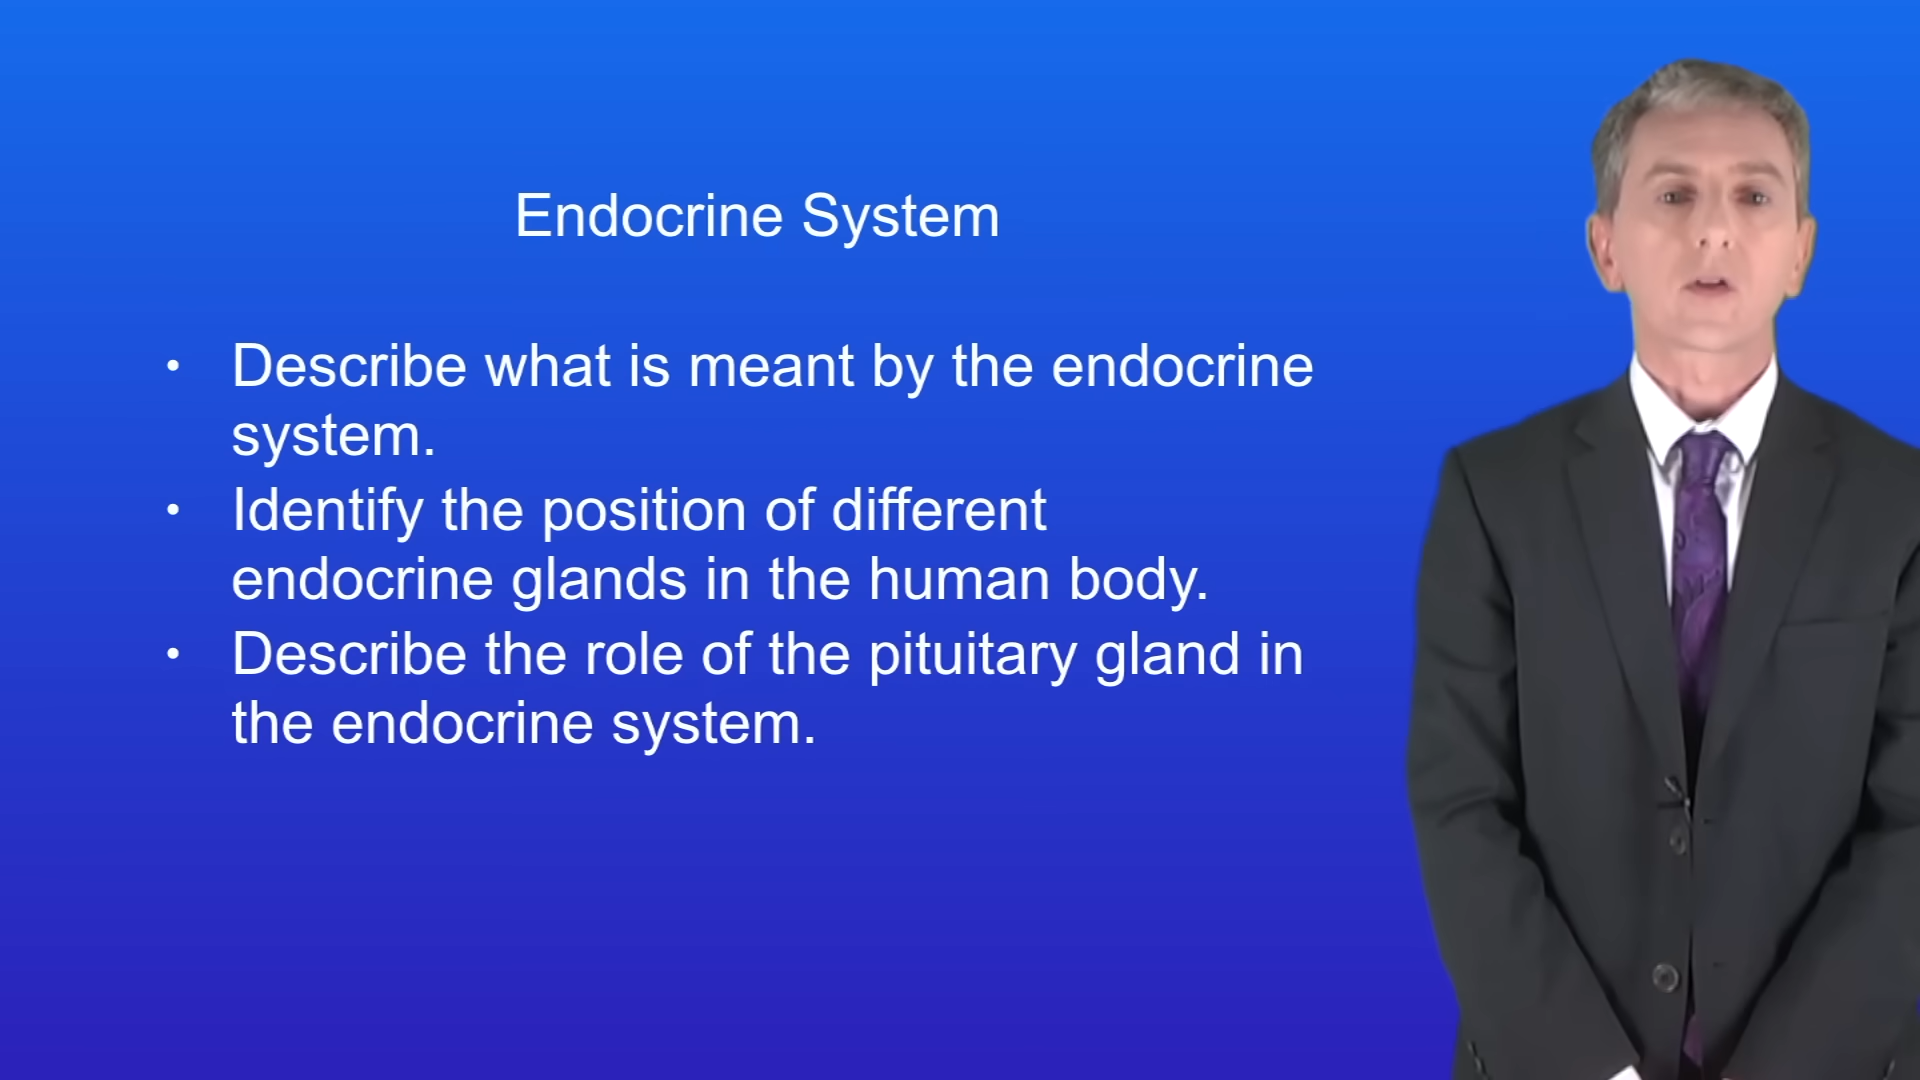 Endocrine System
• Describe what is meant by the endocrine
system.
• Identify the position of different
endocrine glands in the human body.
• Describe the role of the pituitary gland in
the endocrine system.